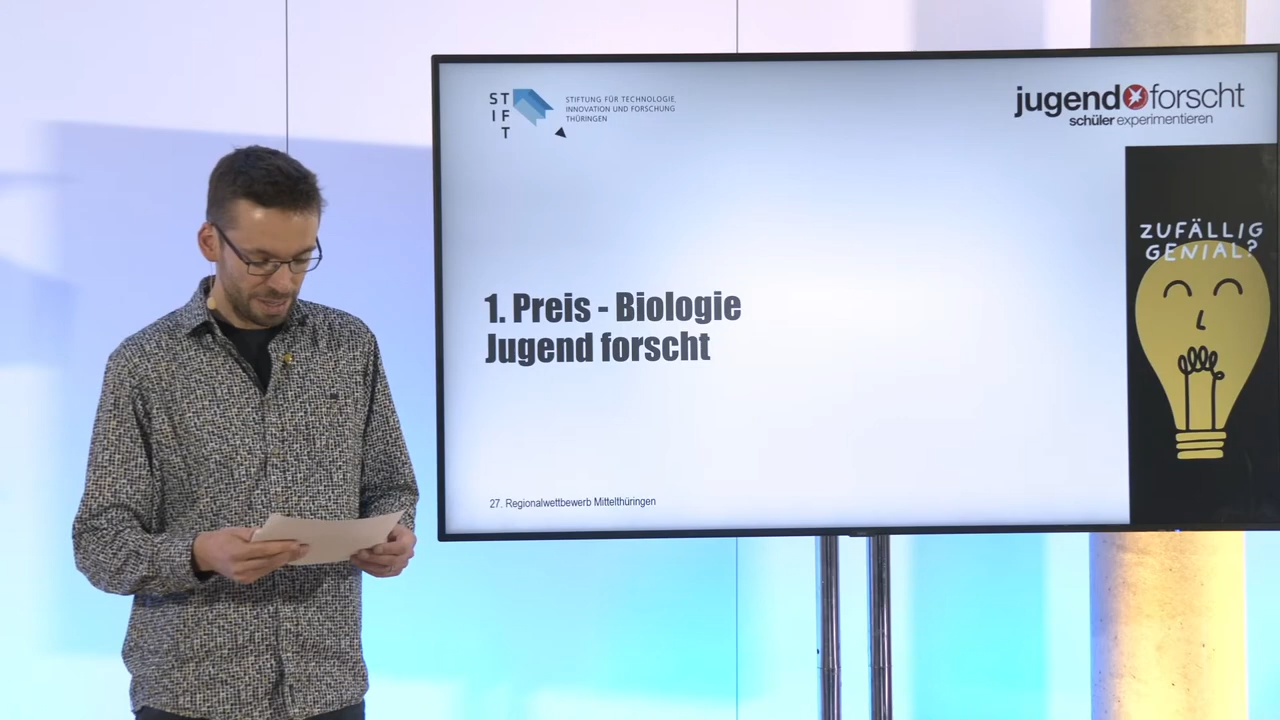 ST
IF
T
STIFTUNG FÜR TECHNOLOGIE,
INNOVATION UND FORSCHUNG
THÜRINGEN
jugend forscht
schüler experimentieren
ZUFÄLLIG
GENIAL?
1. Preis - Biologie
Jugend forscht
27. Regionalwettbewerb Mittelthüringen